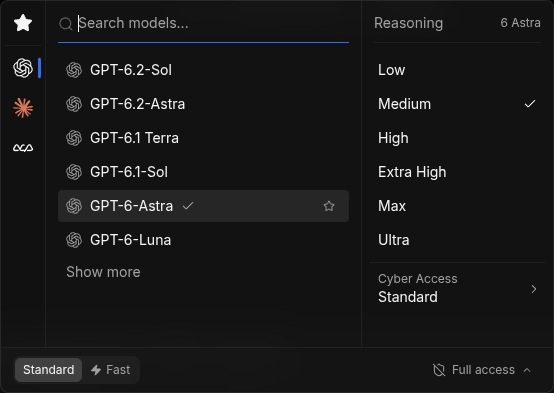 Search models...
GPT-6.2-Sol
GPT-6.2-Astra
GPT-6.1 Terra
GPT-6.1-Sol
GPT-6-Astra
GPT-6-Luna
Show more
Reasoning 6 Astra
Low
Medium
High
Extra High
Max
Ultra
Cyber Access
Standard
Standard Fast
Full access